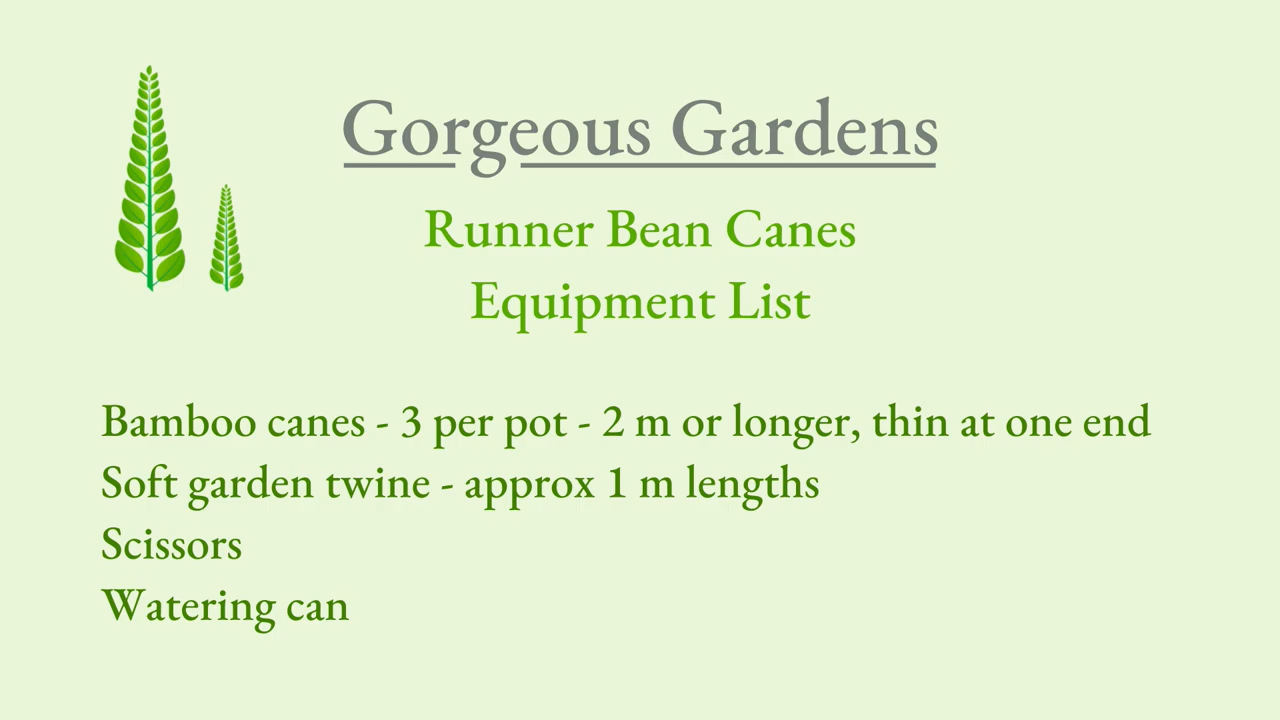 Gorgeous Gardens
Runner Bean Canes
Equipment List
Bamboo canes - 3 per pot - 2 m or longer, thin at one end
Soft garden twine - approx 1 m lengths
Scissors
Watering can